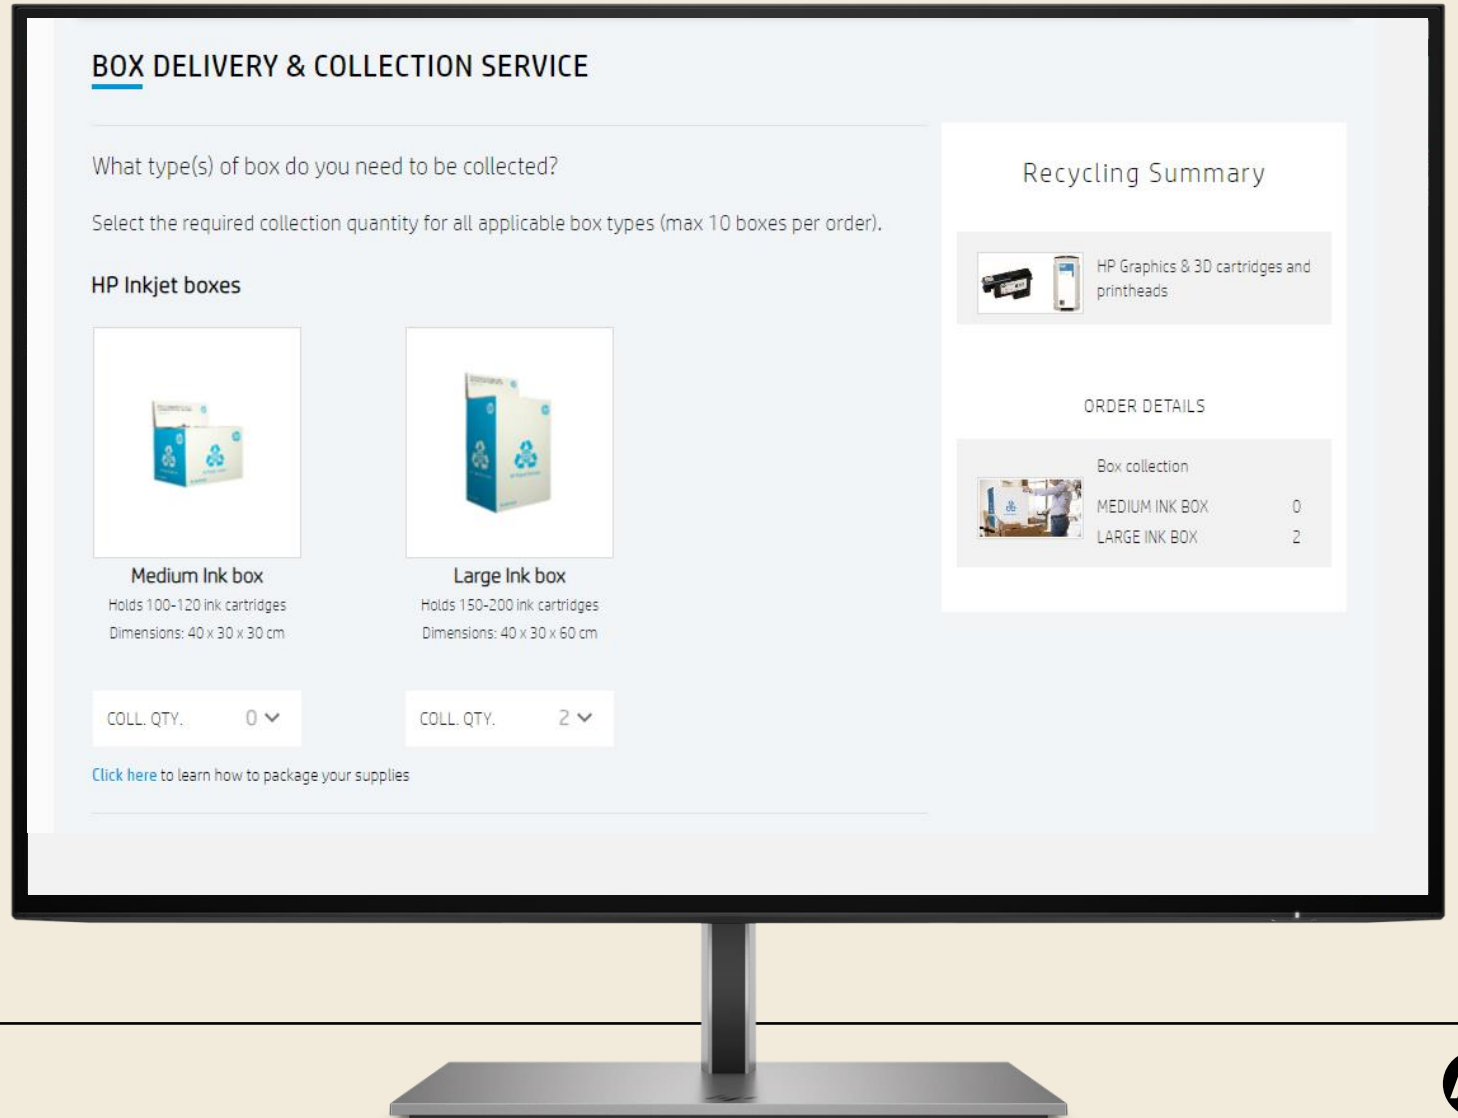 BOX DELIVERY & COLLECTION SERVICE
What type(s) of box do you need to be collected?
Select the required collection quantity for all applicable box types (max 10 boxes per order).
HP Inkjet boxes
Medium Ink box
Holds 100-120 ink cartridges
Dimensions: 40 x 30 x 30 cm
COLL. QTY. 0
Large Ink box
Holds 150-200 ink cartridges
Dimensions: 40 x 30 x 60 cm
COLL. QTY. 2
Click here to learn how to package your supplies
Recycling Summary
HP Graphics & 3D cartridges and
printheads
ORDER DETAILS
Box collection
MEDIUM INK BOX 0
LARGE INK BOX 2